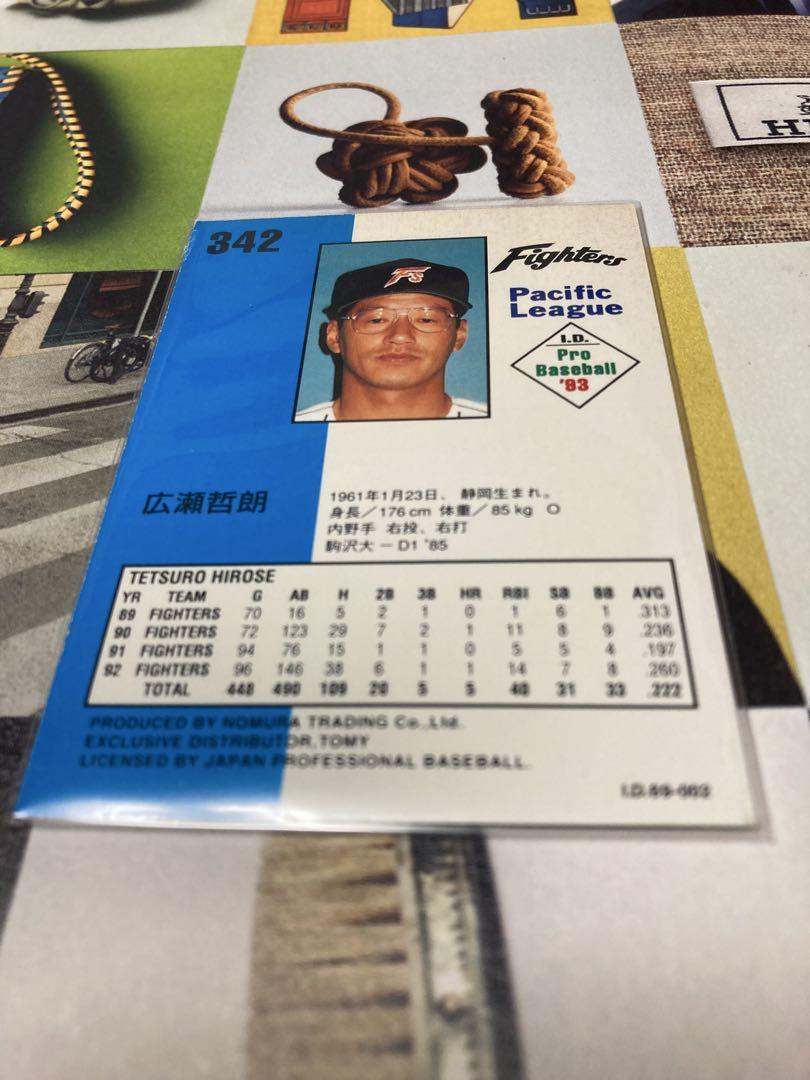 342
Fs
Fighters
Pacific
League
I.D.
Pro
Baseball
'93
広瀬哲朗
1961年1月23日、 静岡生まれ。
身長／176cm 体重／85kg O
内野手 右投、右打
駒沢大 ー D1 '85
TETSURO HIROSE
YR TEAM G AB H 2B 3B HR RBI SB BB AVG
89 FIGHTERS 70 16 5 2 1 0 1 6 1 .313
90 FIGHTERS 72 123 29 7 2 1 11 8 9 .236
91 FIGHTERS 94 76 15 1 1 0 5 5 4 .197
92 FIGHTERS 96 146 38 6 1 1 14 7 8 .260
TOTAL 448 490 109 20 5 5 40 31 33 .222
PRODUCED BY NOMURA TRADING Co.,Ltd.
EXCLUSIVE DISTRIBUTOR.TOMY
LICENSED BY JAPAN PROFESSIONAL BASEBALL.